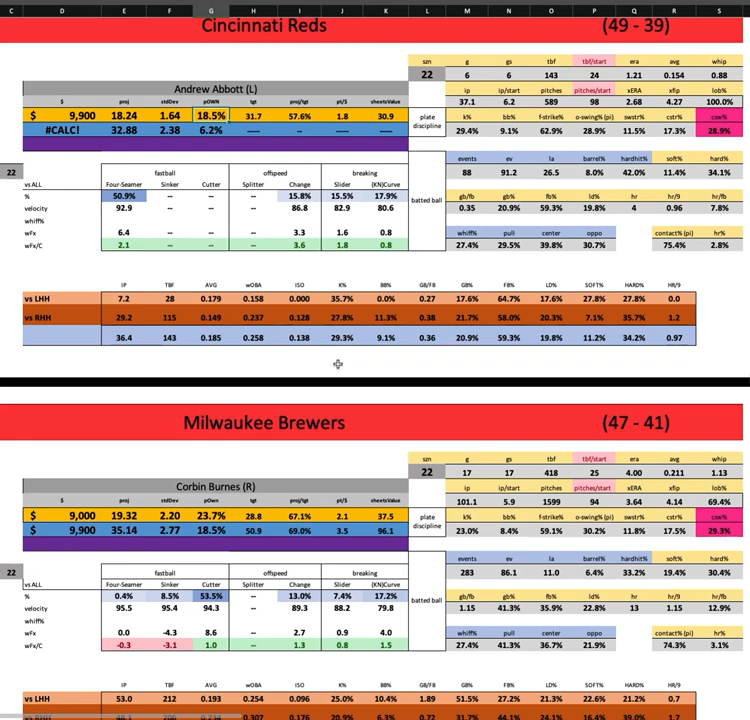 C D E F G H I J K L M N O P Q R S
Cincinnati Reds (49 - 39)
szn g gs tbf tbf/start era avg whip
22 6 6 143 24 1.21 0.154 0.88
Andrew Abbott (L) ip ip/start pitches pitches/start xERA xfip lob%
$ proj stdDev pOWN tgt proj/tgt pt/$ sheetsValue 37.1 6.2 589 98 2.68 4.27 100.0%
$ 9,900 18.24 1.64 18.5% 31.7 57.6% 1.8 30.9 plate discipline k% bb% f-strike% o-swing% (pi) swstr% cstr% csw%
#CALC! 32.88 2.38 6.2% ---- -- ---- -- 29.4% 9.1% 62.9% 28.9% 11.5% 17.3% 28.9%
events ev la barrel% hardhit% soft% hard%
22 fastball offspeed breaking 88 91.2 26.5 8.0% 42.0% 11.4% 34.1%
vs ALL Four-Seamer Sinker Cutter Splitter Change Slider (KN)Curve
% 50.9% -- -- -- 15.8% 15.5% 17.9% batted ball gb/fb gb% fb% ld% hr hr/9 hr/fb
velocity 92.9 -- -- -- 86.8 82.9 80.6 0.35 20.9% 59.3% 19.8% 4 0.96 7.8%
whiff%
wFx 6.4 -- -- -- 3.3 1.6 0.8 whiff% pull center oppo contact% (pi) hr%
wFx/C 2.1 -- -- -- 3.6 1.8 0.8 27.4% 29.5% 39.8% 30.7% 75.4% 2.8%
IP TBF AVG wOBA ISO K% BB% GB/FB GB% FB% LD% SOFT% HARD% HR/9
vs LHH 7.2 28 0.179 0.158 0.000 35.7% 0.0% 0.27 17.6% 64.7% 17.6% 27.8% 27.8% 0.0
vs RHH 29.2 115 0.149 0.237 0.128 27.8% 11.3% 0.38 21.7% 58.0% 20.3% 7.1% 35.7% 1.2
36.4 143 0.185 0.258 0.138 29.3% 9.1% 0.36 20.9% 59.3% 19.8% 11.2% 34.2% 0.97
Milwaukee Brewers (47 - 41)
szn g gs tbf tbf/start era avg whip
22 17 17 418 25 4.00 0.211 1.13
Corbin Burnes (R) ip ip/start pitches pitches/start xERA xfip lob%
$ proj stdDev pOwn tgt proj/tgt pt/$ sheetsValue 101.1 5.9 1599 94 3.64 4.14 69.4%
$ 9,000 19.32 2.20 23.7% 28.8 67.1% 2.1 37.5 plate discipline k% bb% f-strike% o-swing% (pi) swstr% cstr% csw%
$ 9,900 35.14 2.77 18.5% 50.9 69.0% 3.5 96.1 23.0% 8.4% 59.1% 30.2% 11.8% 17.5% 29.3%
events ev la barrel% hardhit% soft% hard%
22 fastball offspeed breaking 283 86.1 11.0 6.4% 33.2% 19.4% 30.4%
vs ALL Four-Seamer Sinker Cutter Splitter Change Slider (KN)Curve
% 0.4% 8.5% 53.5% -- 13.0% 7.4% 17.2% batted ball gb/fb gb% fb% ld% hr hr/9 hr/fb
velocity 95.5 95.4 94.3 -- 89.3 88.2 79.8 1.15 41.3% 35.9% 22.8% 13 1.15 12.9%
whiff%
wFx 0.0 -4.3 8.6 -- 2.7 0.9 4.0 whiff% pull center oppo contact% (pi) hr%
wFx/C -0.3 -3.1 1.0 -- 1.3 0.8 1.5 27.4% 41.3% 36.7% 21.9% 74.3% 3.1%
IP TBF AVG wOBA ISO K% BB% GB/FB GB% FB% LD% SOFT% HARD% HR/9
vs LHH 53.0 212 0.193 0.254 0.096 25.0% 10.4% 1.89 51.5% 27.2% 21.3% 22.6% 21.2% 0.7
vs RHH 48.1 206 0.234 0.307 0.176 20.9% 6.3% 0.72 31.7% 44.1% 24.1% 16.4% 39.0% 1.7